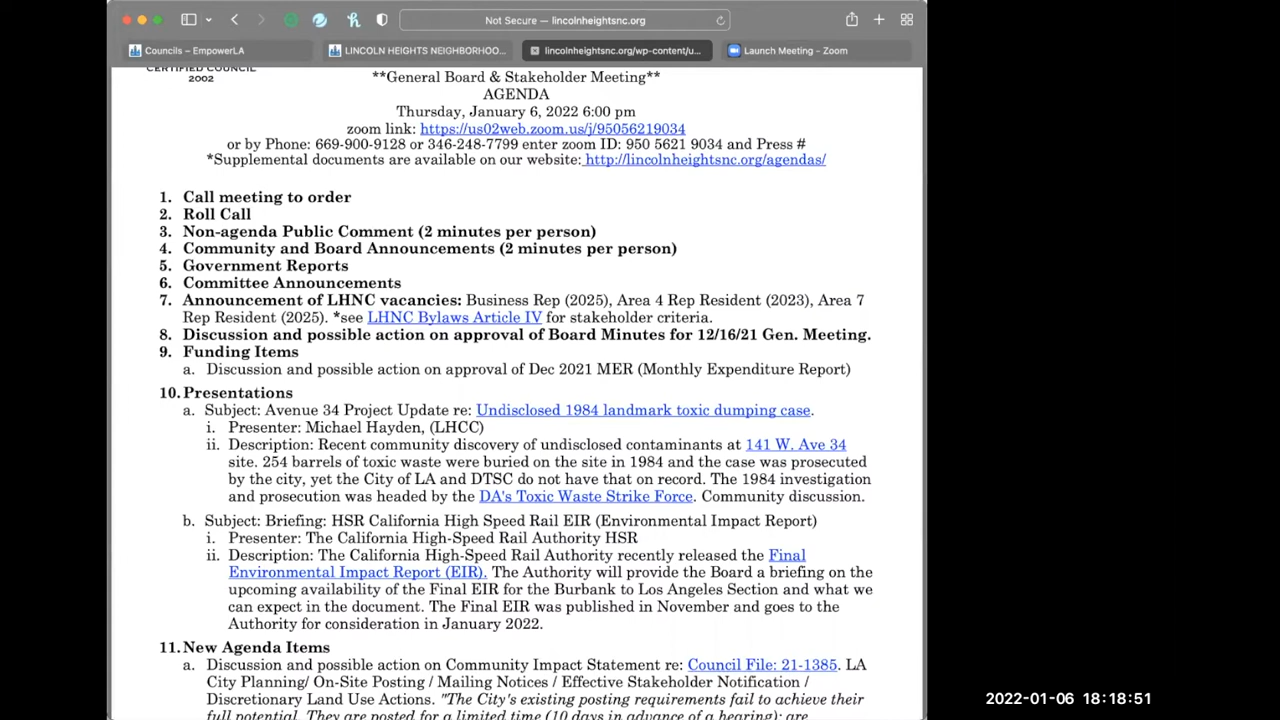 Not Secure — lincolnheightsnc.org
Councils – EmpowerLA
LINCOLN HEIGHTS NEIGHBORHOO...
lincolnheightsnc.org/wp-content/u...
Launch Meeting - Zoom
CERTIFIED COUNCIL
2002
**General Board & Stakeholder Meeting**
AGENDA
Thursday, January 6, 2022 6:00 pm
zoom link: https://us02web.zoom.us/j/95056219034
or by Phone: 669-900-9128 or 346-248-7799 enter zoom ID: 950 5621 9034 and Press #
*Supplemental documents are available on our website: http://lincolnheightsnc.org/agendas/
1. Call meeting to order
2. Roll Call
3. Non-agenda Public Comment (2 minutes per person)
4. Community and Board Announcements (2 minutes per person)
5. Government Reports
6. Committee Announcements
7. Announcement of LHNC vacancies: Business Rep (2025), Area 4 Rep Resident (2023), Area 7
Rep Resident (2025). *see LHNC Bylaws Article IV for stakeholder criteria.
8. Discussion and possible action on approval of Board Minutes for 12/16/21 Gen. Meeting.
9. Funding Items
a. Discussion and possible action on approval of Dec 2021 MER (Monthly Expenditure Report)
10. Presentations
a. Subject: Avenue 34 Project Update re: Undisclosed 1984 landmark toxic dumping case.
i. Presenter: Michael Hayden, (LHCC)
ii. Description: Recent community discovery of undisclosed contaminants at 141 W. Ave 34
site. 254 barrels of toxic waste were buried on the site in 1984 and the case was prosecuted
by the city, yet the City of LA and DTSC do not have that on record. The 1984 investigation
and prosecution was headed by the DA's Toxic Waste Strike Force. Community discussion.
b. Subject: Briefing: HSR California High Speed Rail EIR (Environmental Impact Report)
i. Presenter: The California High-Speed Rail Authority HSR
ii. Description: The California High-Speed Rail Authority recently released the Final
Environmental Impact Report (EIR). The Authority will provide the Board a briefing on the
upcoming availability of the Final EIR for the Burbank to Los Angeles Section and what we
can expect in the document. The Final EIR was published in November and goes to the
Authority for consideration in January 2022.
11. New Agenda Items
a. Discussion and possible action on Community Impact Statement re: Council File: 21-1385. LA
City Planning/ On-Site Posting / Mailing Notices / Effective Stakeholder Notification /
Discretionary Land Use Actions. "The City's existing posting requirements fail to achieve their
full potential. They are posted for a limited time (10 days in advance of a hearing); are
2022-01-06 18:18:51